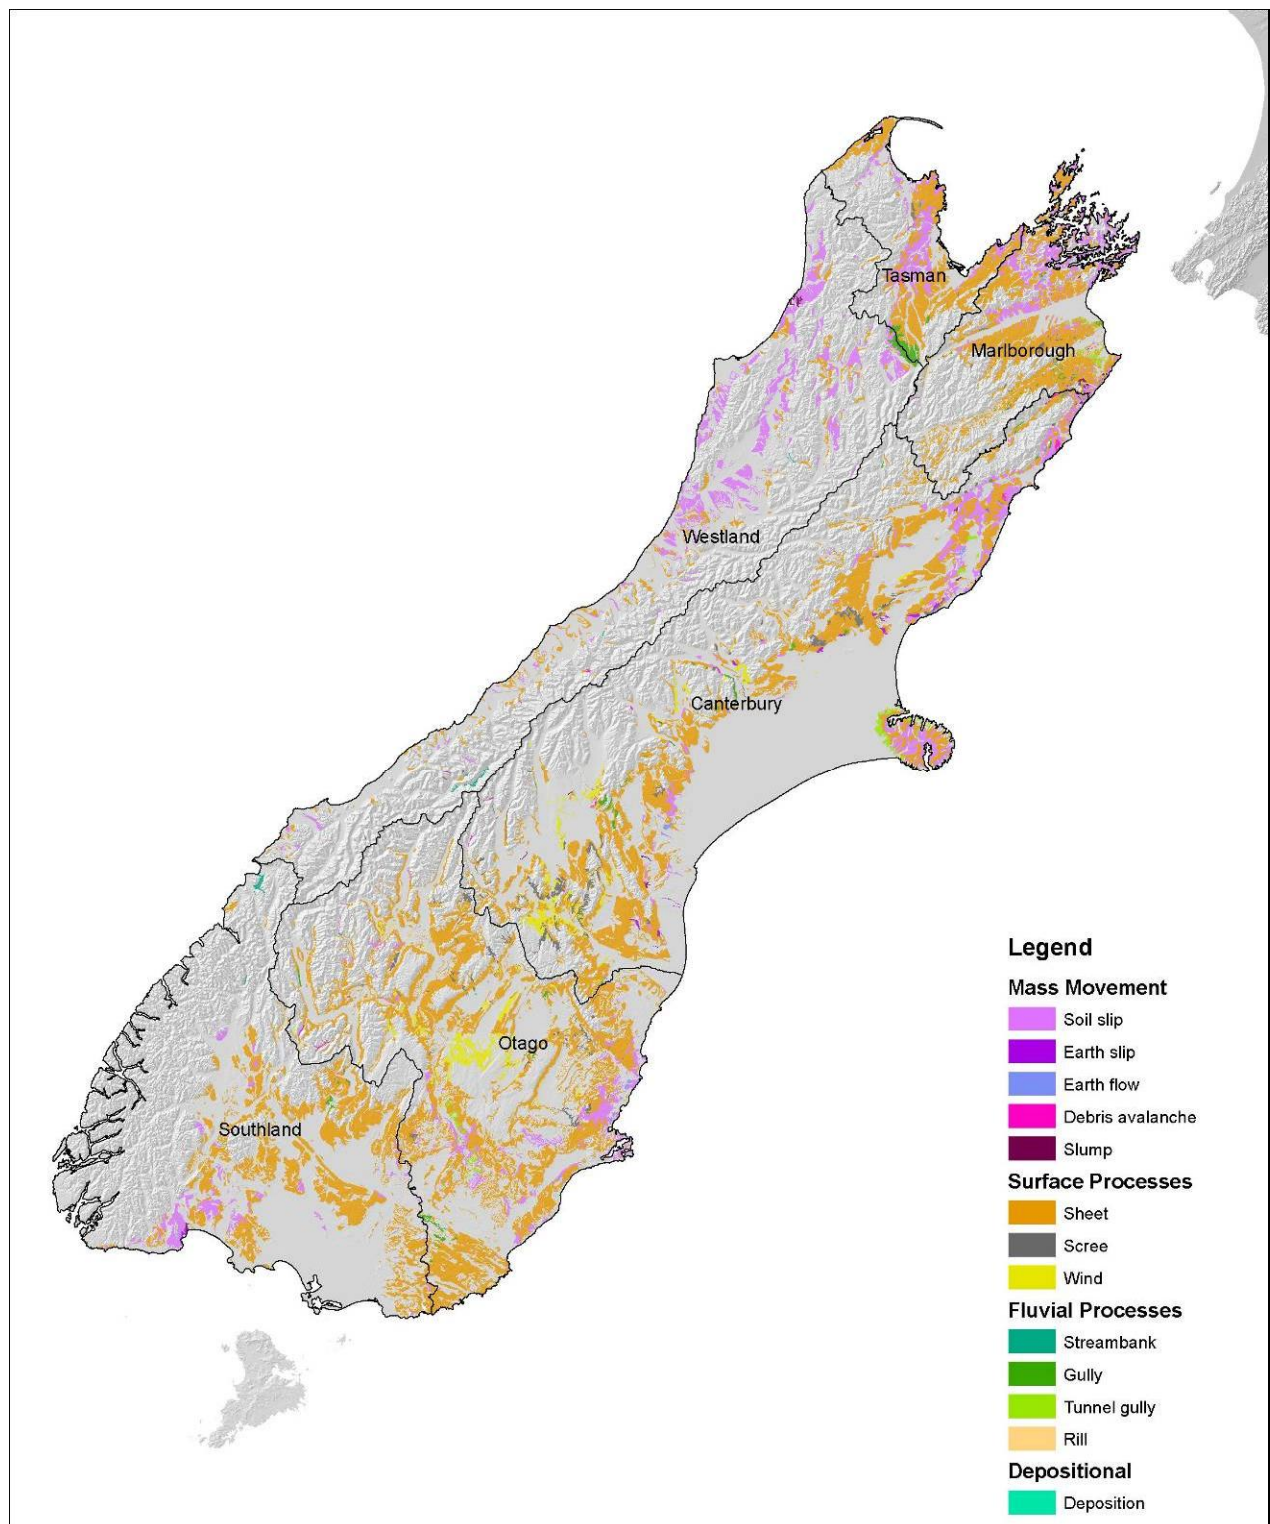 Tasman
Marlborough
Westland
Canterbury
Otago
Southland
Legend
Mass Movement
Soil slip
Earth slip
Earth flow
Debris avalanche
Slump
Surface Processes
Sheet
Scree
Wind
Fluvial Processes
Streambank
Gully
Tunnel gully
Rill
Depositional
Deposition